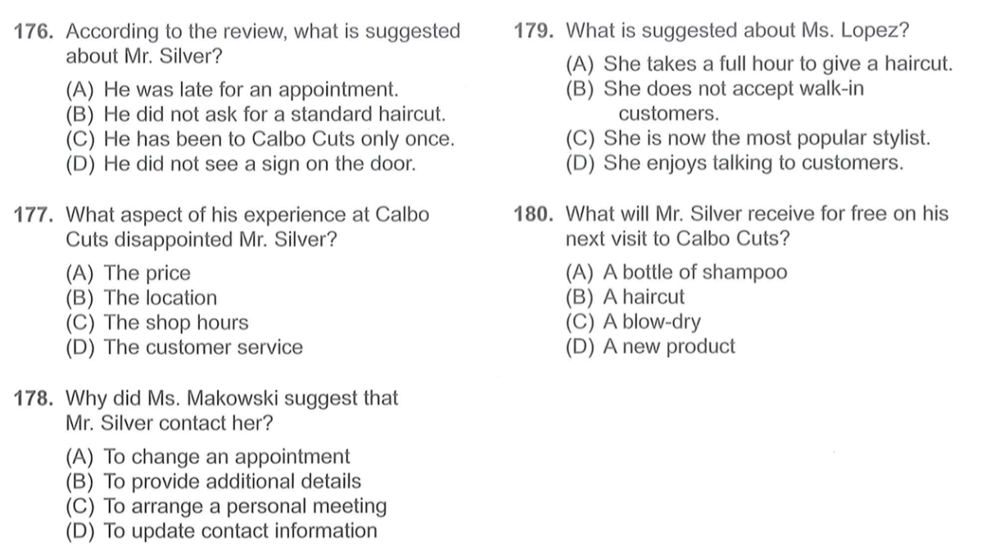 176. According to the review, what is suggested
about Mr. Silver?
(A) He was late for an appointment.
(B) He did not ask for a standard haircut.
(C) He has been to Calbo Cuts only once.
(D) He did not see a sign on the door.
177. What aspect of his experience at Calbo
Cuts disappointed Mr. Silver?
(A) The price
(B) The location
(C) The shop hours
(D) The customer service
178. Why did Ms. Makowski suggest that
Mr. Silver contact her?
(A) To change an appointment
(B) To provide additional details
(C) To arrange a personal meeting
(D) To update contact information
179. What is suggested about Ms. Lopez?
(A) She takes a full hour to give a haircut.
(B) She does not accept walk-in
customers.
(C) She is now the most popular stylist.
(D) She enjoys talking to customers.
180. What will Mr. Silver receive for free on his
next visit to Calbo Cuts?
(A) A bottle of shampoo
(B) A haircut
(C) A blow-dry
(D) A new product